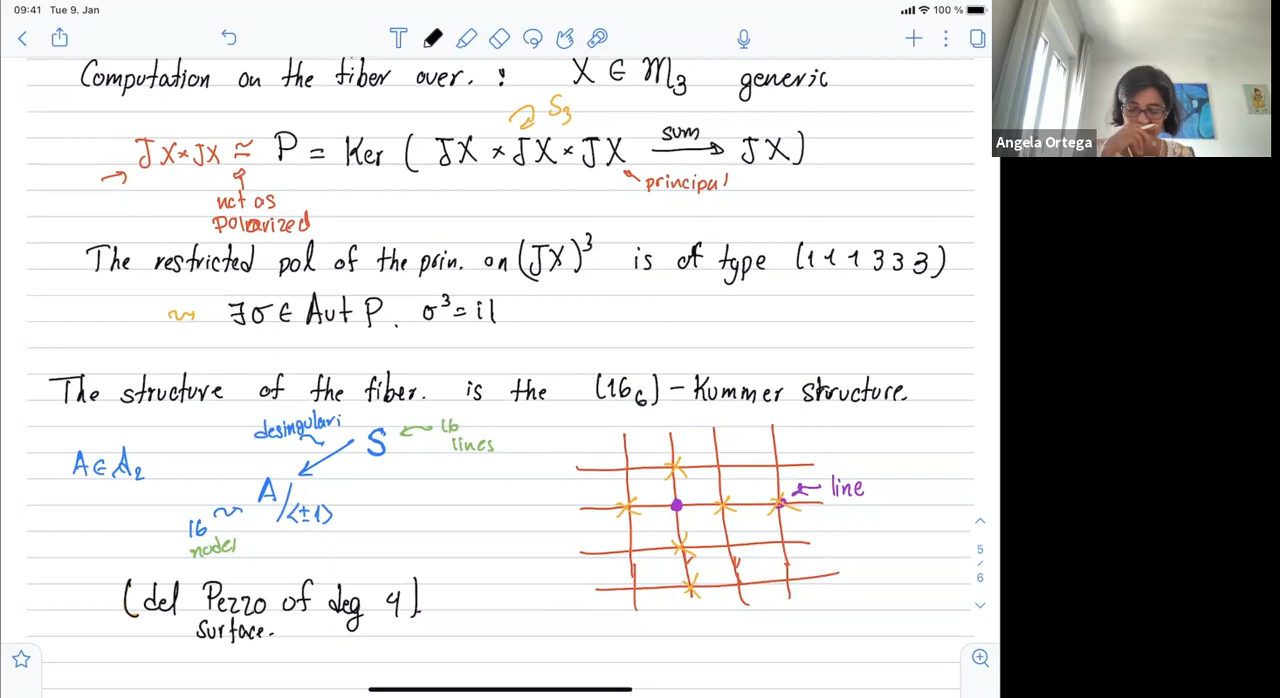 09:41 Tue 9. Jan
100 %
Computation on the fiber over. : X ∈ M₃ generic
S₃
JX × JX ≅ P = Ker ( JX × JX × JX sum→ JX )
not as
polarized
principal
The restricted pol of the prin. on (JX)³ is of type (1 1 1 3 3 3)
⇝ ∃σ ∈ Aut P. σ³ = id
The structure of the fiber. is the (16₆) - Kummer structure.
desingulari
S ← 16
lines
A ∈ A₂
A/⟨±1⟩
16
nodes
← line
(del Pezzo of deg 4).
surface.
5
6
Angela Ortega